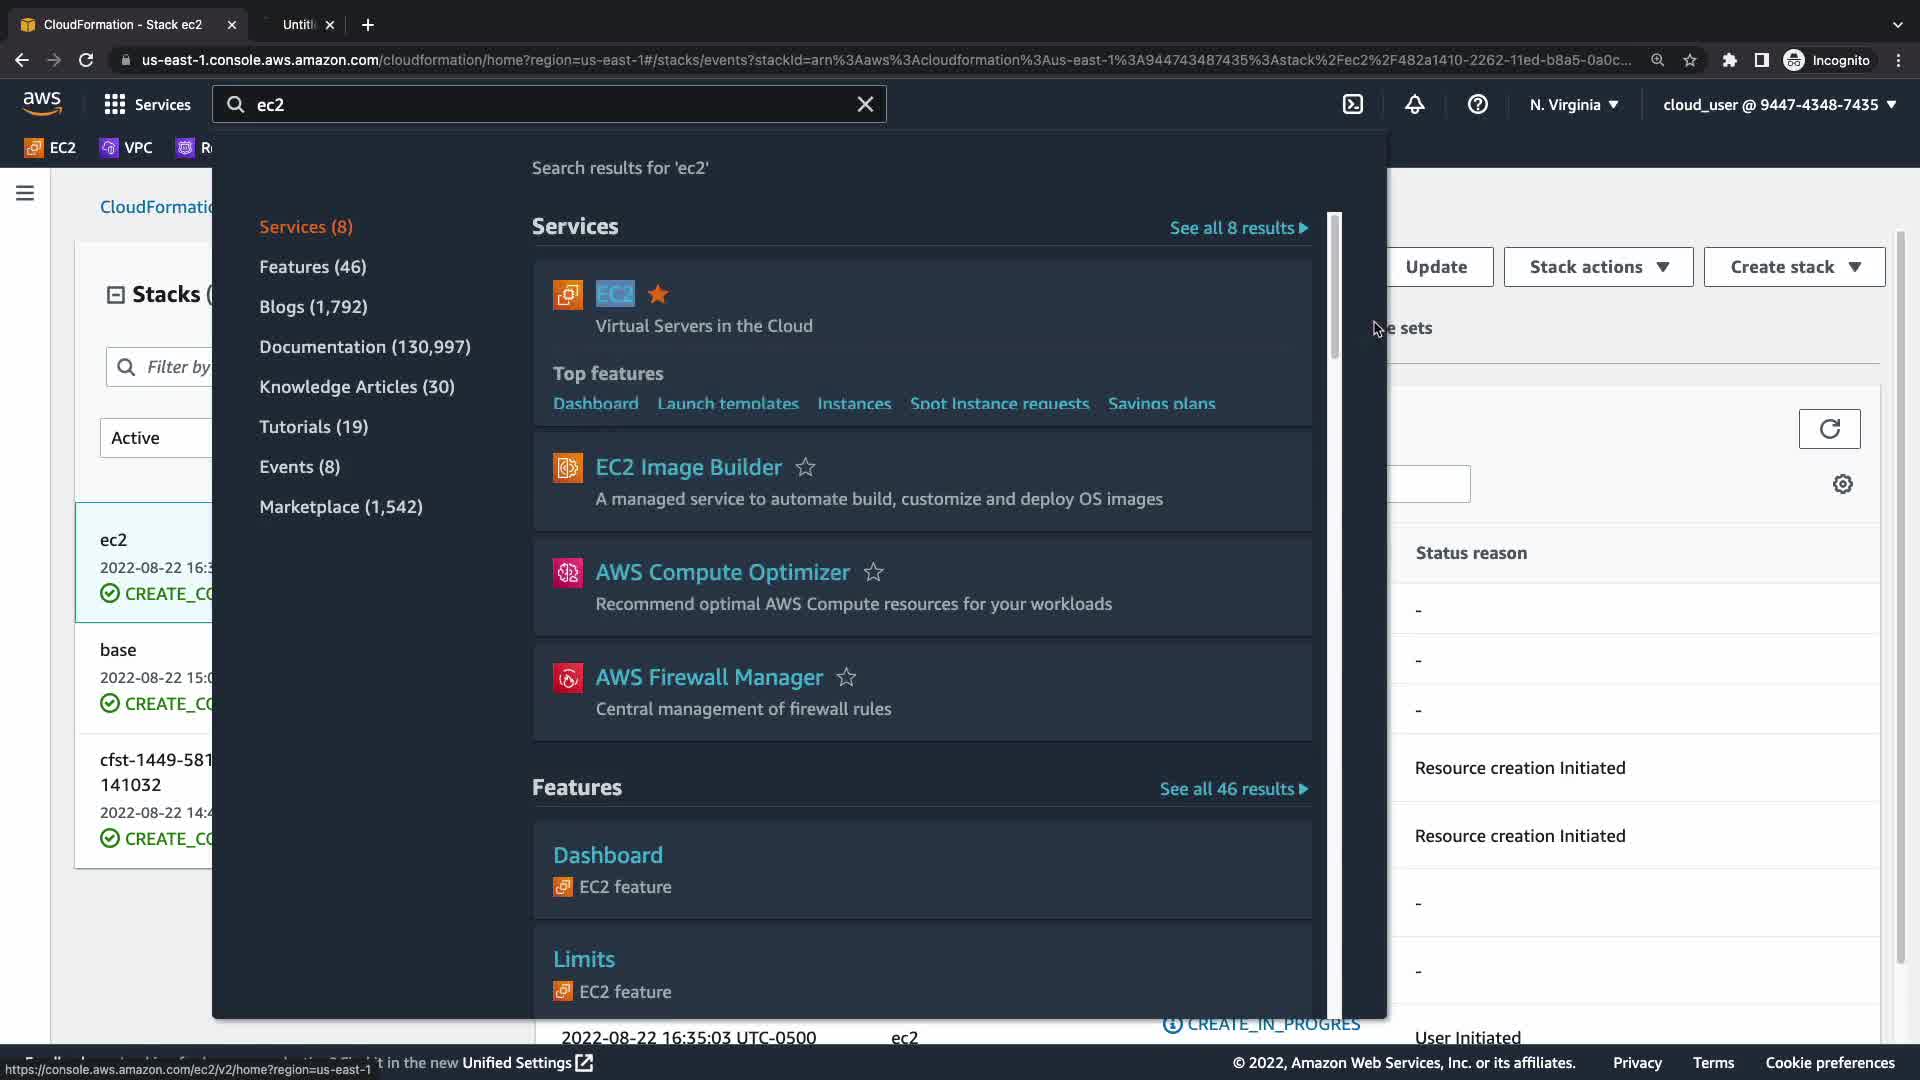 CloudFormation - Stack ec2
Untitl
us-east-1.console.aws.amazon.com/cloudformation/home?region=us-east-1#/stacks/events?stackId=arn%3Aaws%3Acloudformation%3Aus-east-1%3A944743487435%3Astack%2Fec2%2F482a1410-2262-11ed-b8a5-0a0c...
Incognito
aws
Services
ec2
N. Virginia
cloud_user @ 9447-4348-7435
EC2
VPC
R
Search results for 'ec2'
CloudFormatio
Services (8)
Features (46)
Blogs (1,792)
Documentation (130,997)
Knowledge Articles (30)
Tutorials (19)
Events (8)
Marketplace (1,542)
Services
See all 8 results
EC2
Virtual Servers in the Cloud
Top features
Dashboard Launch templates Instances Spot Instance requests Savings plans
EC2 Image Builder
A managed service to automate build, customize and deploy OS images
AWS Compute Optimizer
Recommend optimal AWS Compute resources for your workloads
AWS Firewall Manager
Central management of firewall rules
Features
See all 46 results
Dashboard
EC2 feature
Limits
EC2 feature
Stacks (
Filter by
Active
ec2
2022-08-22 16:3
CREATE_CO
base
2022-08-22 15:0
CREATE_CO
cfst-1449-581
141032
2022-08-22 14:4
CREATE_CO
Update
Stack actions
Create stack
e sets
Status reason
-
-
-
Resource creation Initiated
Resource creation Initiated
-
-
2022-08-22 16:35:03 UTC-0500
ec2
CREATE_IN_PROGRES
User Initiated
t in the new Unified Settings
https://console.aws.amazon.com/ec2/v2/home?region=us-east-1
© 2022, Amazon Web Services, Inc. or its affiliates.
Privacy
Terms
Cookie preferences